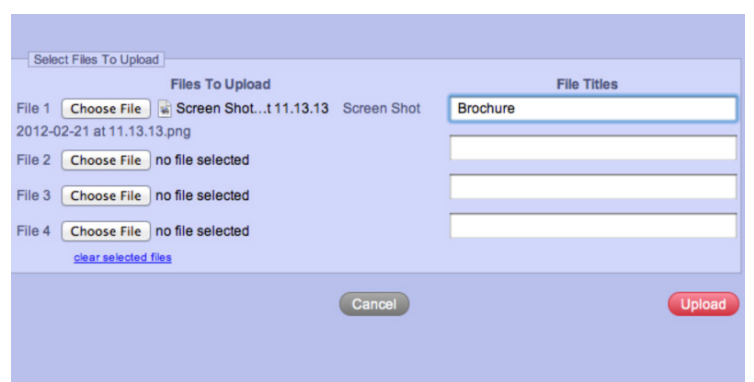 Select Files To Upload
Files To Upload File Titles
File 1 Choose File Screen Shot...t 11.13.13 Screen Shot Brochure
2012-02-21 at 11.13.13.png
File 2 Choose File no file selected
File 3 Choose File no file selected
File 4 Choose File no file selected
clear selected files
Cancel Upload